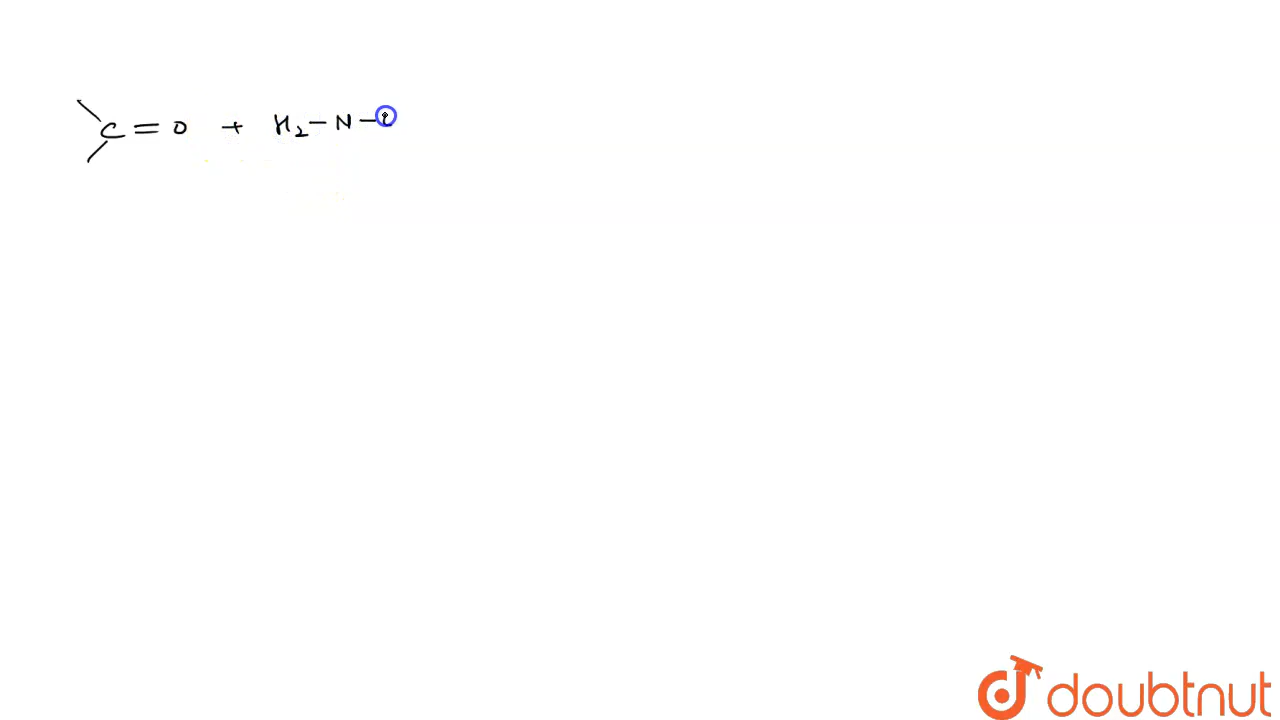 C = O + H₂ – N –
doubtnut